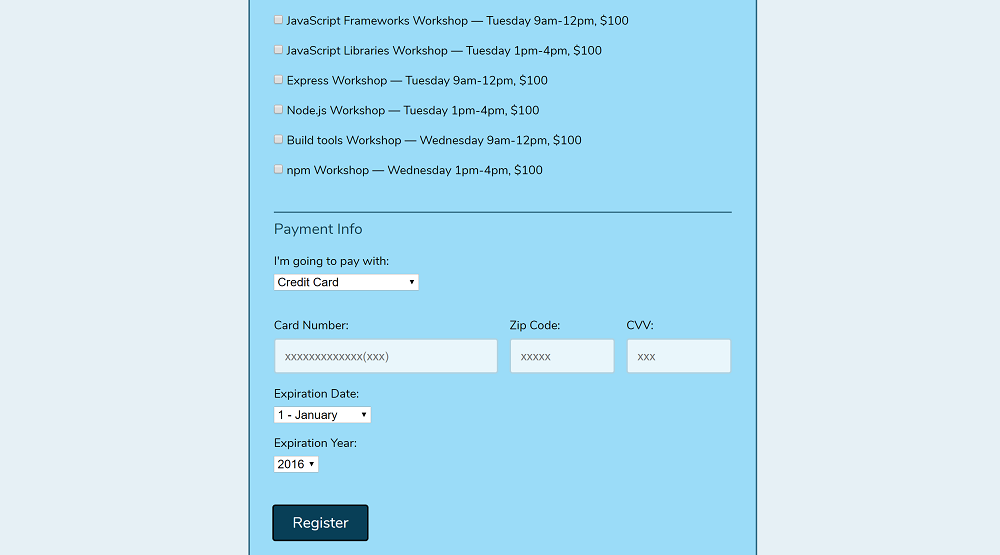 JavaScript Frameworks Workshop — Tuesday 9am-12pm, $100
JavaScript Libraries Workshop — Tuesday 1pm-4pm, $100
Express Workshop — Tuesday 9am-12pm, $100
Node.js Workshop — Tuesday 1pm-4pm, $100
Build tools Workshop — Wednesday 9am-12pm, $100
npm Workshop — Wednesday 1pm-4pm, $100
Payment Info
I'm going to pay with:
Credit Card
Card Number: Zip Code: CVV:
xxxxxxxxxxxxx(xxx) xxxxx xxx
Expiration Date:
1 - January
Expiration Year:
2016
Register